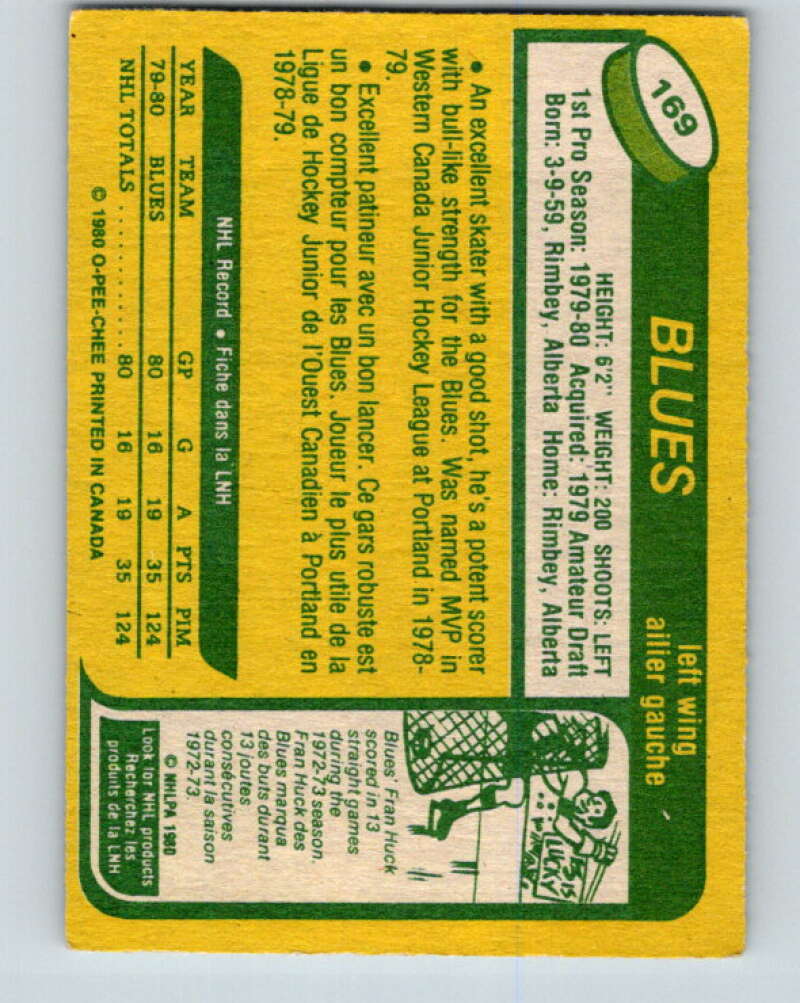 169
BLUES
left wing
ailier gauche
HEIGHT: 6'2" WEIGHT: 200 SHOOTS: LEFT
1st Pro Season: 1979-80 Acquired: 1979 Amateur Draft
Born: 3-9-59, Rimbey, Alberta Home: Rimbey, Alberta
• An excellent skater with a good shot, he's a potent scorer
with bull-like strength for the Blues. Was named MVP in
Western Canada Junior Hockey League at Portland in 1978-
79.
• Excellent patineur avec un bon lancer. Ce gars robuste est
un bon compteur pour les Blues. Joueur le plus utile de la
Ligue de Hockey Junior de l'Ouest Canadien à Portland en
1978-79.
NHL Record • Fiche dans la LNH
YEAR TEAM GP G A PTS PIM
79-80 BLUES 80 16 19 35 124
NHL TOTALS . . . . . . . . . . 80 16 19 35 124
© 1980 O-PEE-CHEE PRINTED IN CANADA
13 IS
LUCKY
Blues' Fran Huck
scored in 13
straight games
during the
1972-73 season.
Fran Huck des
Blues marqua
des buts durant
13 joutes
consécutives
durant la saison
1972-73.
© NHLPA 1980
Look for NHL products
Recherchez les
produits de la LNH